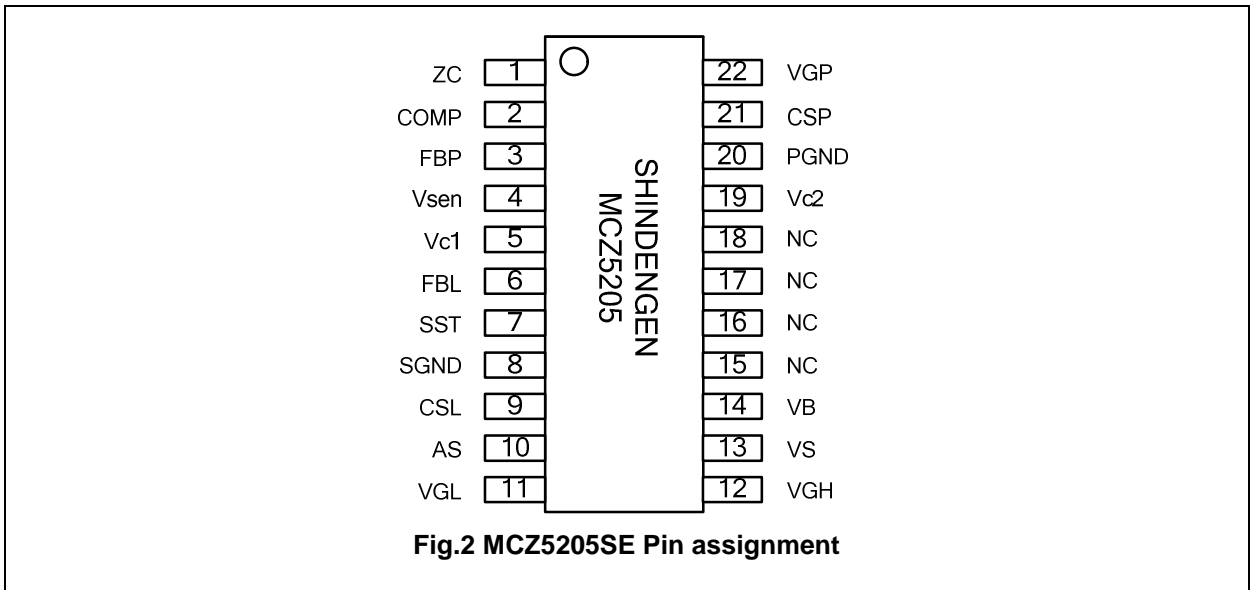 ZC 1 22 VGP
COMP 2 21 CSP
FBP 3 20 PGND
Vsen 4 19 Vc2
Vc1 5 18 NC
FBL 6 17 NC
SST 7 16 NC
SGND 8 15 NC
CSL 9 14 VB
AS 10 13 VS
VGL 11 12 VGH
SHINDENGEN
MCZ5205
Fig.2 MCZ5205SE Pin assignment